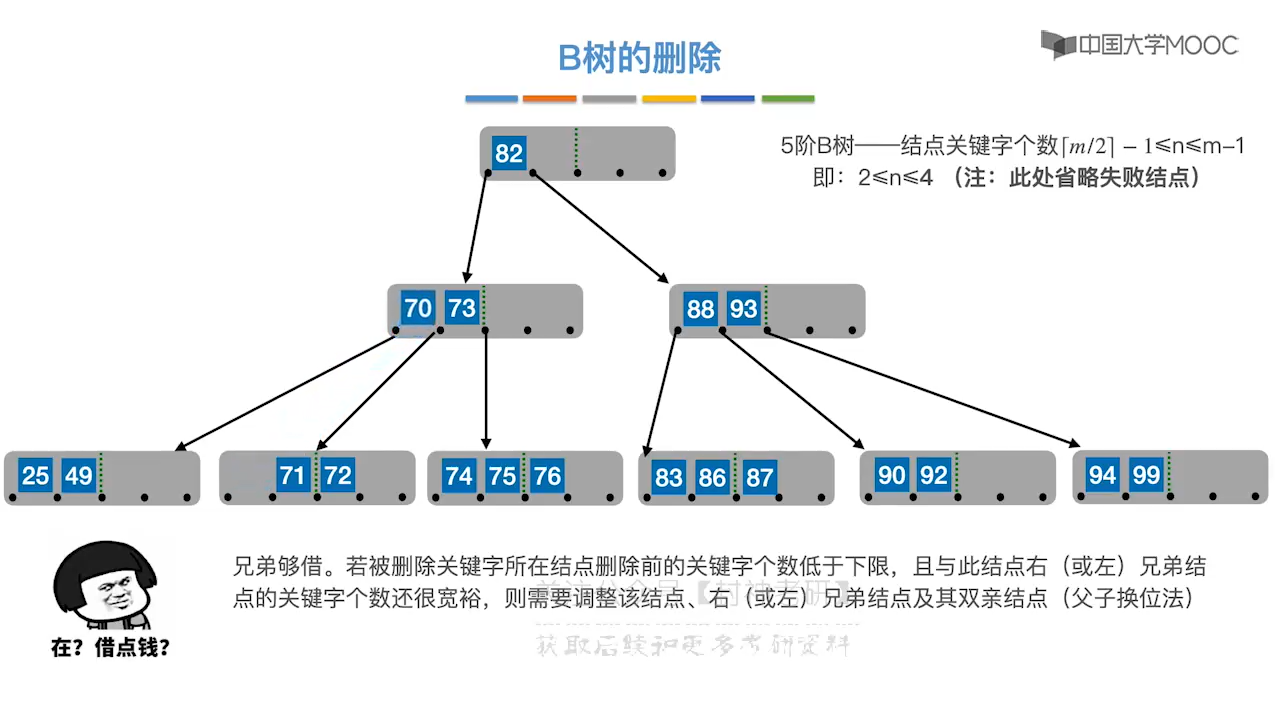 B树的删除
中国大学MOOC
82
5阶B树——结点关键字个数⌈m/2⌉ – 1≤n≤m–1
即：2≤n≤4 （注：此处省略失败结点）
70 73
88 93
25 49
71 72
74 75 76
83 86 87
90 92
94 99
兄弟够借。若被删除关键字所在结点删除前的关键字个数低于下限，且与此结点右（或左）兄弟结
点的关键字个数还很宽裕，则需要调整该结点、右（或左）兄弟结点及其双亲结点（父子换位法）
关注公众号【封神考研】
获取后续和更多考研资料
在？借点钱？